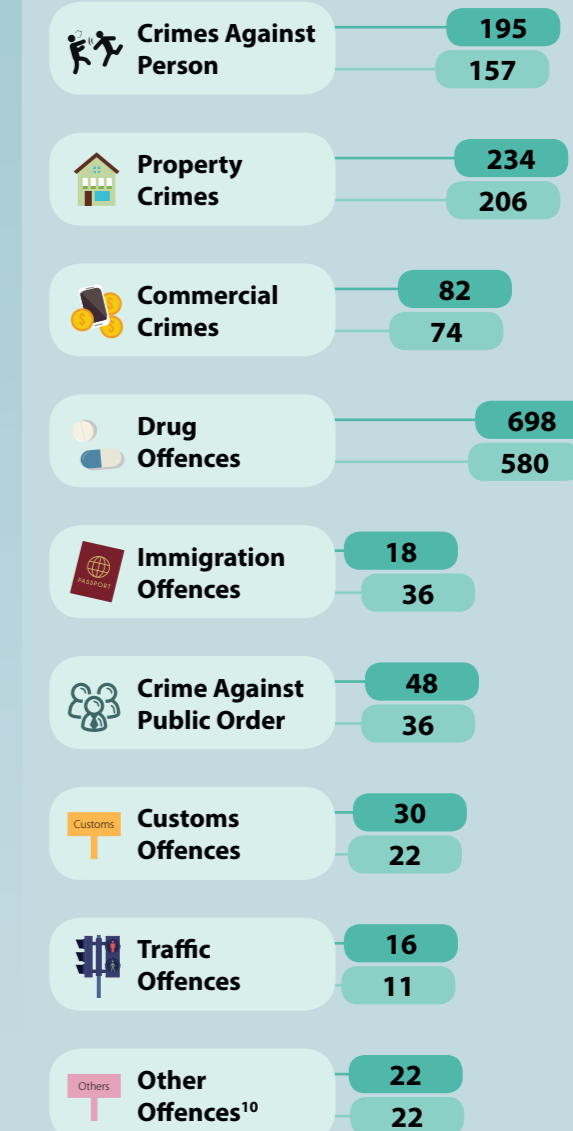 Crimes Against
Person
195
157
Property
Crimes
234
206
Commercial
Crimes
82
74
Drug
Offences
698
580
PASSPORT
Immigration
Offences
18
36
Crime Against
Public Order
48
36
Customs
Customs
Offences
30
22
Traffic
Offences
16
11
Others
Other
Offences¹⁰
22
22